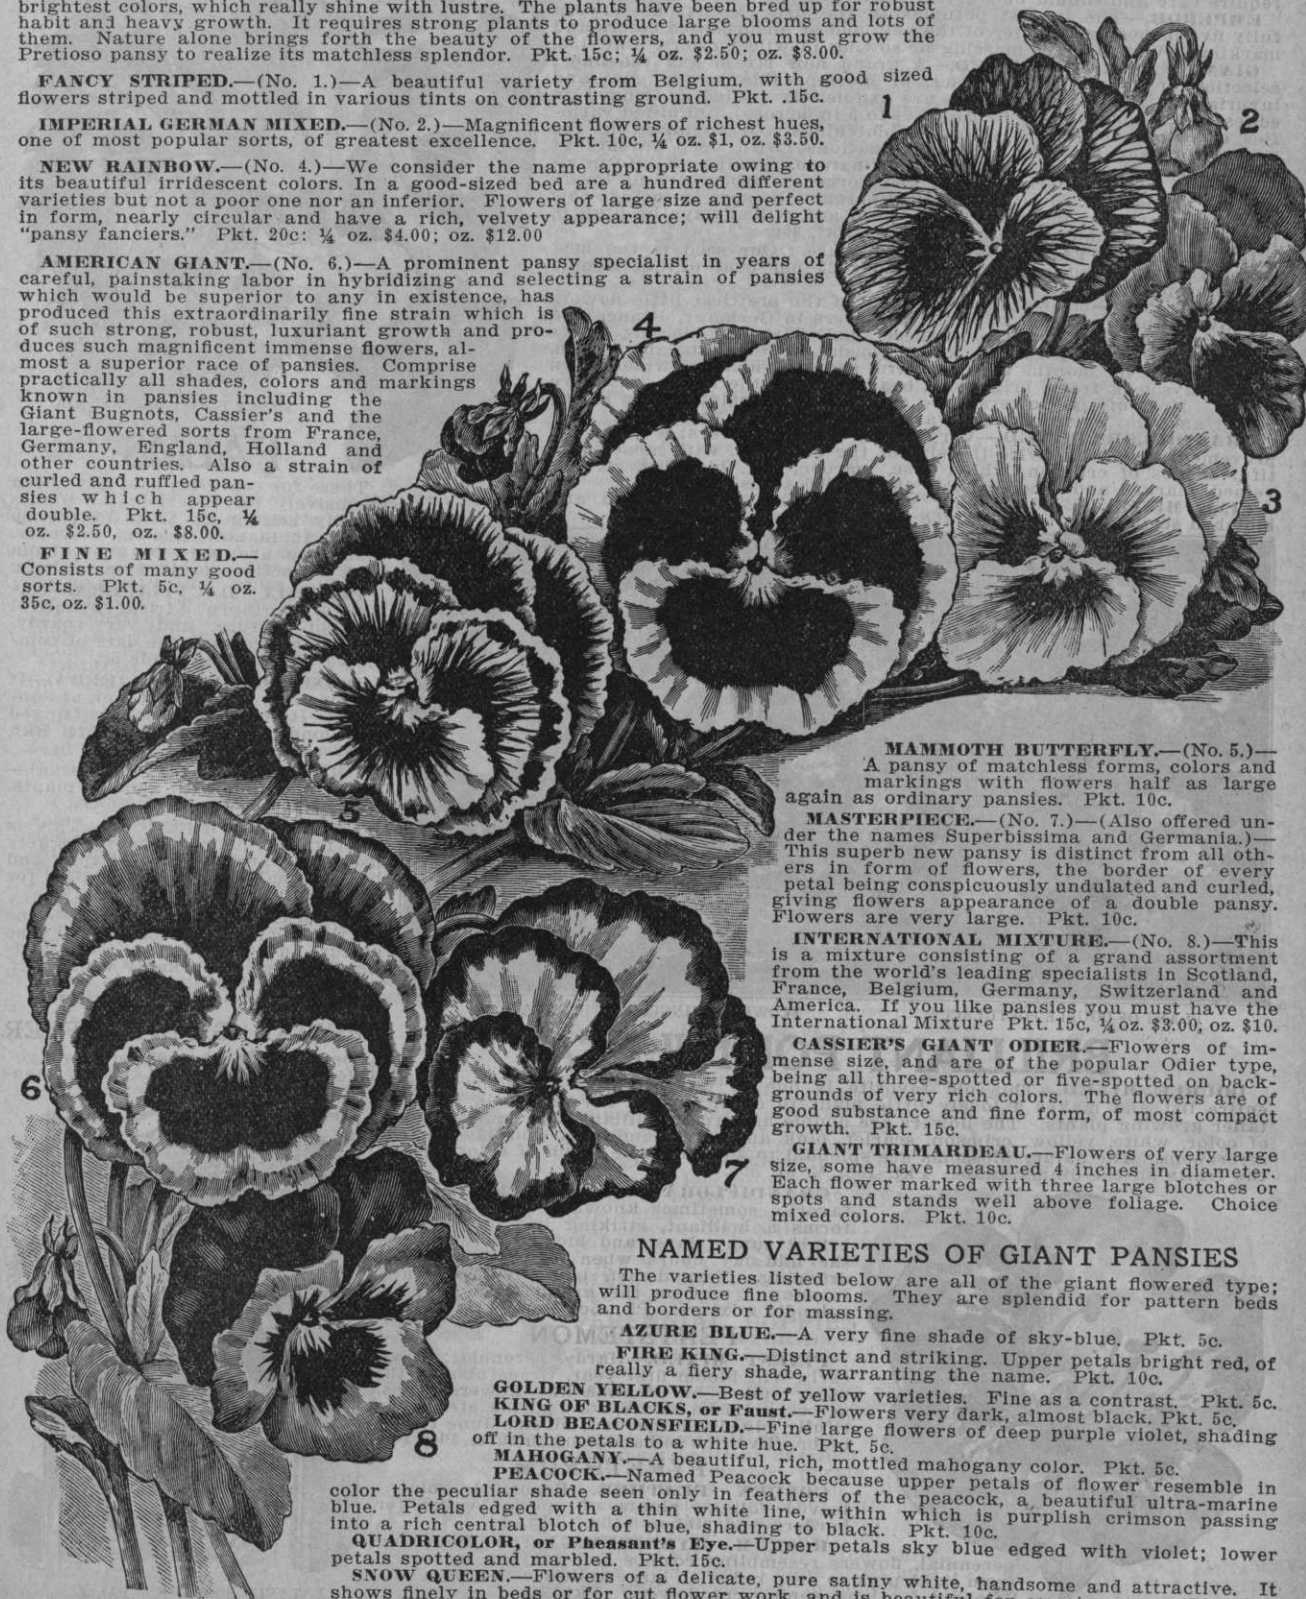 brightest colors, which really shine with lustre. The plants have been bred up for robust
habit and heavy growth. It requires strong plants to produce large blooms and lots of
them. Nature alone brings forth the beauty of the flowers, and you must grow the
Pretioso pansy to realize its matchless splendor. Pkt. 15c; ¼ oz. $2.50; oz. $8.00.
FANCY STRIPED.—(No. 1.)—A beautiful variety from Belgium, with good sized
flowers striped and mottled in various tints on contrasting ground. Pkt. .15c.
IMPERIAL GERMAN MIXED.—(No. 2.)—Magnificent flowers of richest hues,
one of most popular sorts, of greatest excellence. Pkt. 10c, ¼ oz. $1, oz. $3.50.
NEW RAINBOW.—(No. 4.)—We consider the name appropriate owing to
its beautiful irridescent colors. In a good-sized bed are a hundred different
varieties but not a poor one nor an inferior. Flowers of large size and perfect
in form, nearly circular and have a rich, velvety appearance; will delight
"pansy fanciers." Pkt. 20c: ¼ oz. $4.00; oz. $12.00
AMERICAN GIANT.—(No. 6.)—A prominent pansy specialist in years of
careful, painstaking labor in hybridizing and selecting a strain of pansies
which would be superior to any in existence, has
produced this extraordinarily fine strain which is
of such strong, robust, luxuriant growth and pro-
duces such magnificent immense flowers, al-
most a superior race of pansies. Comprise
practically all shades, colors and markings
known in pansies including the
Giant Bugnots, Cassier's and the
large-flowered sorts from France,
Germany, England, Holland and
other countries. Also a strain of
curled and ruffled pan-
sies which appear
double. Pkt. 15c, ¼
oz. $2.50, oz. $8.00.
FINE MIXED.—
Consists of many good
sorts. Pkt. 5c, ¼ oz.
35c, oz. $1.00.
1
2
3
4
5
6
7
8
MAMMOTH BUTTERFLY.—(No. 5.)—
A pansy of matchless forms, colors and
markings with flowers half as large
again as ordinary pansies. Pkt. 10c.
MASTERPIECE.—(No. 7.)—(Also offered un-
der the names Superbissima and Germania.)—
This superb new pansy is distinct from all oth-
ers in form of flowers, the border of every
petal being conspicuously undulated and curled,
giving flowers appearance of a double pansy.
Flowers are very large. Pkt. 10c.
INTERNATIONAL MIXTURE.—(No. 8.)—This
is a mixture consisting of a grand assortment
from the world's leading specialists in Scotland,
France, Belgium, Germany, Switzerland and
America. If you like pansies you must have the
International Mixture Pkt. 15c, ¼ oz. $3.00, oz. $10.
CASSIER'S GIANT ODIER.—Flowers of im-
mense size, and are of the popular Odier type,
being all three-spotted or five-spotted on back-
grounds of very rich colors. The flowers are of
good substance and fine form, of most compact
growth. Pkt. 15c.
GIANT TRIMARDEAU.—Flowers of very large
size, some have measured 4 inches in diameter.
Each flower marked with three large blotches or
spots and stands well above foliage. Choice
mixed colors. Pkt. 10c.
NAMED VARIETIES OF GIANT PANSIES
The varieties listed below are all of the giant flowered type;
will produce fine blooms. They are splendid for pattern beds
and borders or for massing.
AZURE BLUE.—A very fine shade of sky-blue. Pkt. 5c.
FIRE KING.—Distinct and striking. Upper petals bright red, of
really a fiery shade, warranting the name. Pkt. 10c.
GOLDEN YELLOW.—Best of yellow varieties. Fine as a contrast. Pkt. 5c.
KING OF BLACKS, or Faust.—Flowers very dark, almost black. Pkt. 5c.
LORD BEACONSFIELD.—Fine large flowers of deep purple violet, shading
off in the petals to a white hue. Pkt. 5c.
MAHOGANY.—A beautiful, rich, mottled mahogany color. Pkt. 5c.
PEACOCK.—Named Peacock because upper petals of flower resemble in
color the peculiar shade seen only in feathers of the peacock, a beautiful ultra-marine
blue. Petals edged with a thin white line, within which is purplish crimson passing
into a rich central blotch of blue, shading to black. Pkt. 10c.
QUADRICOLOR, or Pheasant's Eye.—Upper petals sky blue edged with violet; lower
petals spotted and marbled. Pkt. 15c.
SNOW QUEEN.—Flowers of a delicate, pure satiny white, handsome and attractive. It
shows finely in beds or for cut flower work, and is beautiful for